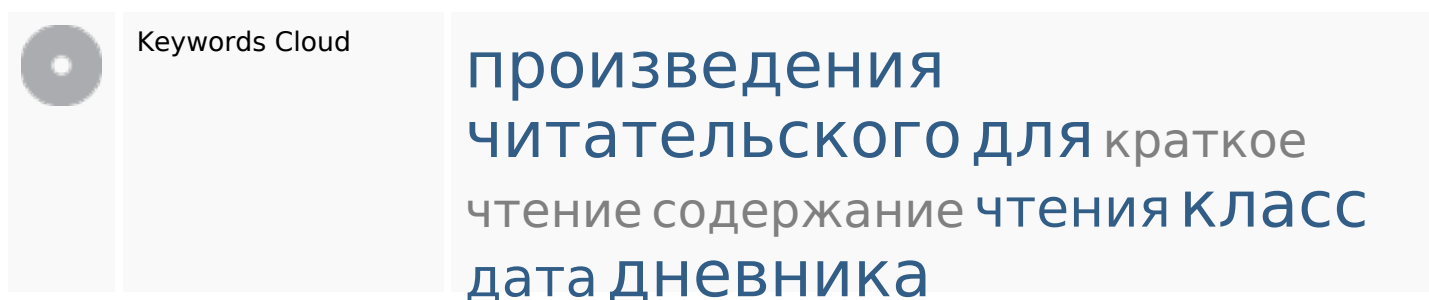 Keywords Cloud
произведения
читательского для краткое
чтение содержание чтения класс
дата дневника